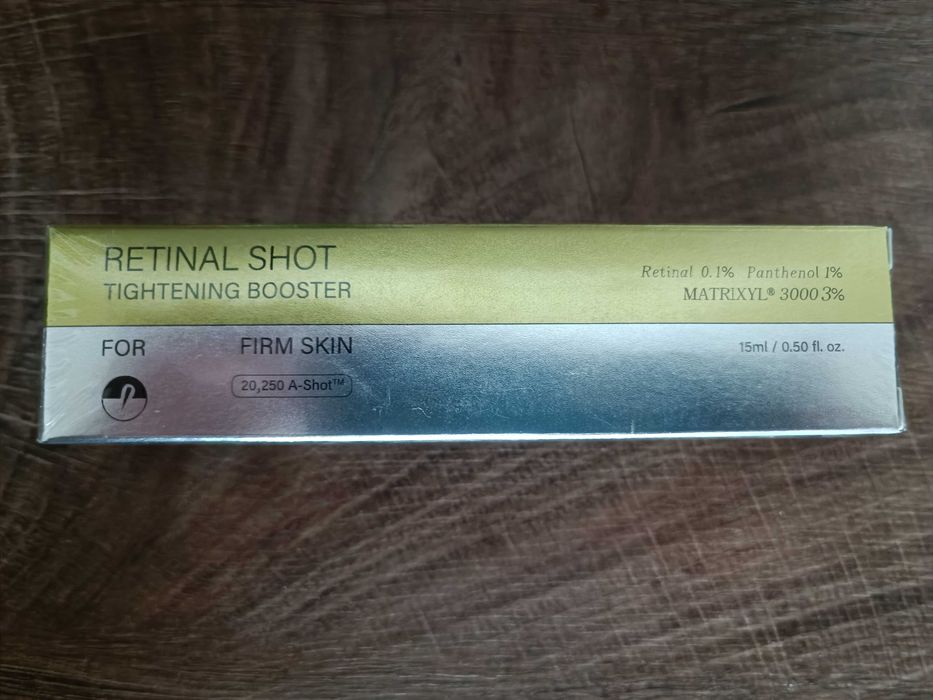 RETINAL SHOT
TIGHTENING BOOSTER
Retinal 0.1% Panthenol 1%
MATRIXYL® 3000 3%
FOR FIRM SKIN
15ml / 0.50 fl. oz.
20,250 A-Shot™